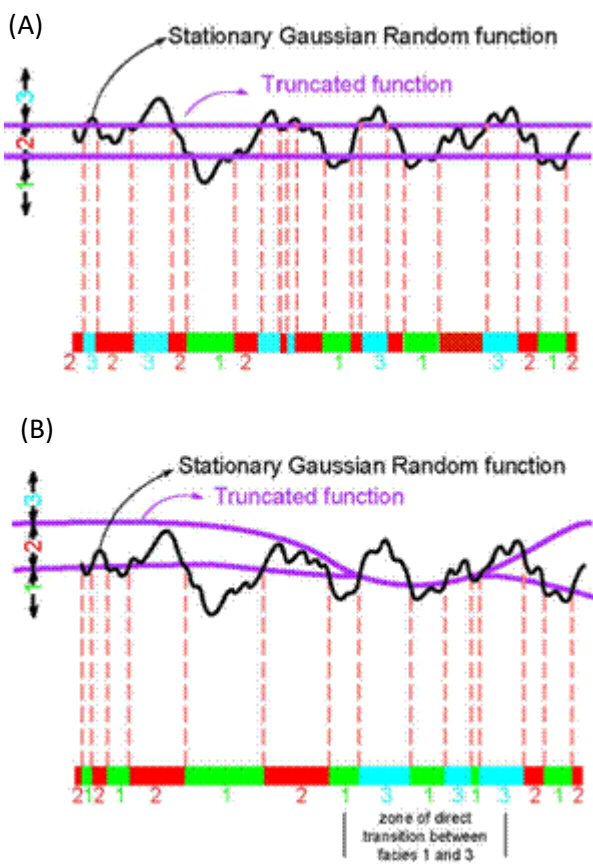 (A)
Stationary Gaussian Random function
Truncated function
3
2
1
2 3 2 3 2 1 2 1 3 1 3 2 1 2
(B)
Stationary Gaussian Random function
Truncated function
3
2
1
2 1 2 1 2 1 2 1 3 1 3 1 3 2 1 2
zone of direct
transition between
facies 1 and 3